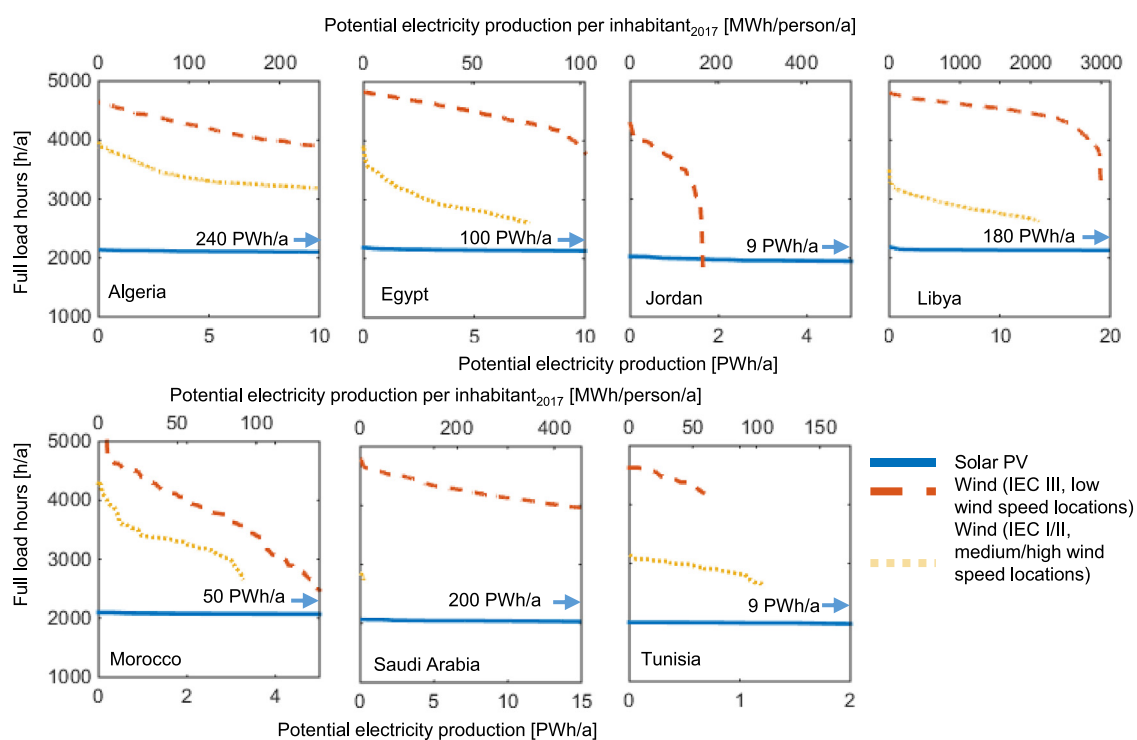 Potential electricity production per inhabitant2017 [MWh/person/a]
0 100 200
0 50 100
0 200 400
0 1000 2000 3000
Full load hours [h/a]
5000
4000
3000
2000
1000
240 PWh/a
100 PWh/a
9 PWh/a
180 PWh/a
Algeria
Egypt
Jordan
Libya
0 5 10
0 5 10
0 2 4
0 10 20
Potential electricity production [PWh/a]
Potential electricity production per inhabitant2017 [MWh/person/a]
0 50 100
0 200 400
0 50 100 150
Full load hours [h/a]
5000
4000
3000
2000
1000
50 PWh/a
200 PWh/a
9 PWh/a
Morocco
Saudi Arabia
Tunisia
0 2 4
0 5 10 15
0 1 2
Potential electricity production [PWh/a]
Solar PV
Wind (IEC III, low
wind speed locations)
Wind (IEC I/II,
medium/high wind
speed locations)